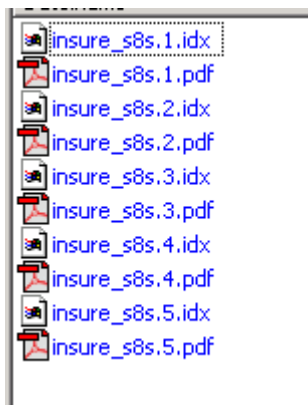 insure_s8s.1.idx
insure_s8s.1.pdf
insure_s8s.2.idx
insure_s8s.2.pdf
insure_s8s.3.idx
insure_s8s.3.pdf
insure_s8s.4.idx
insure_s8s.4.pdf
insure_s8s.5.idx
insure_s8s.5.pdf